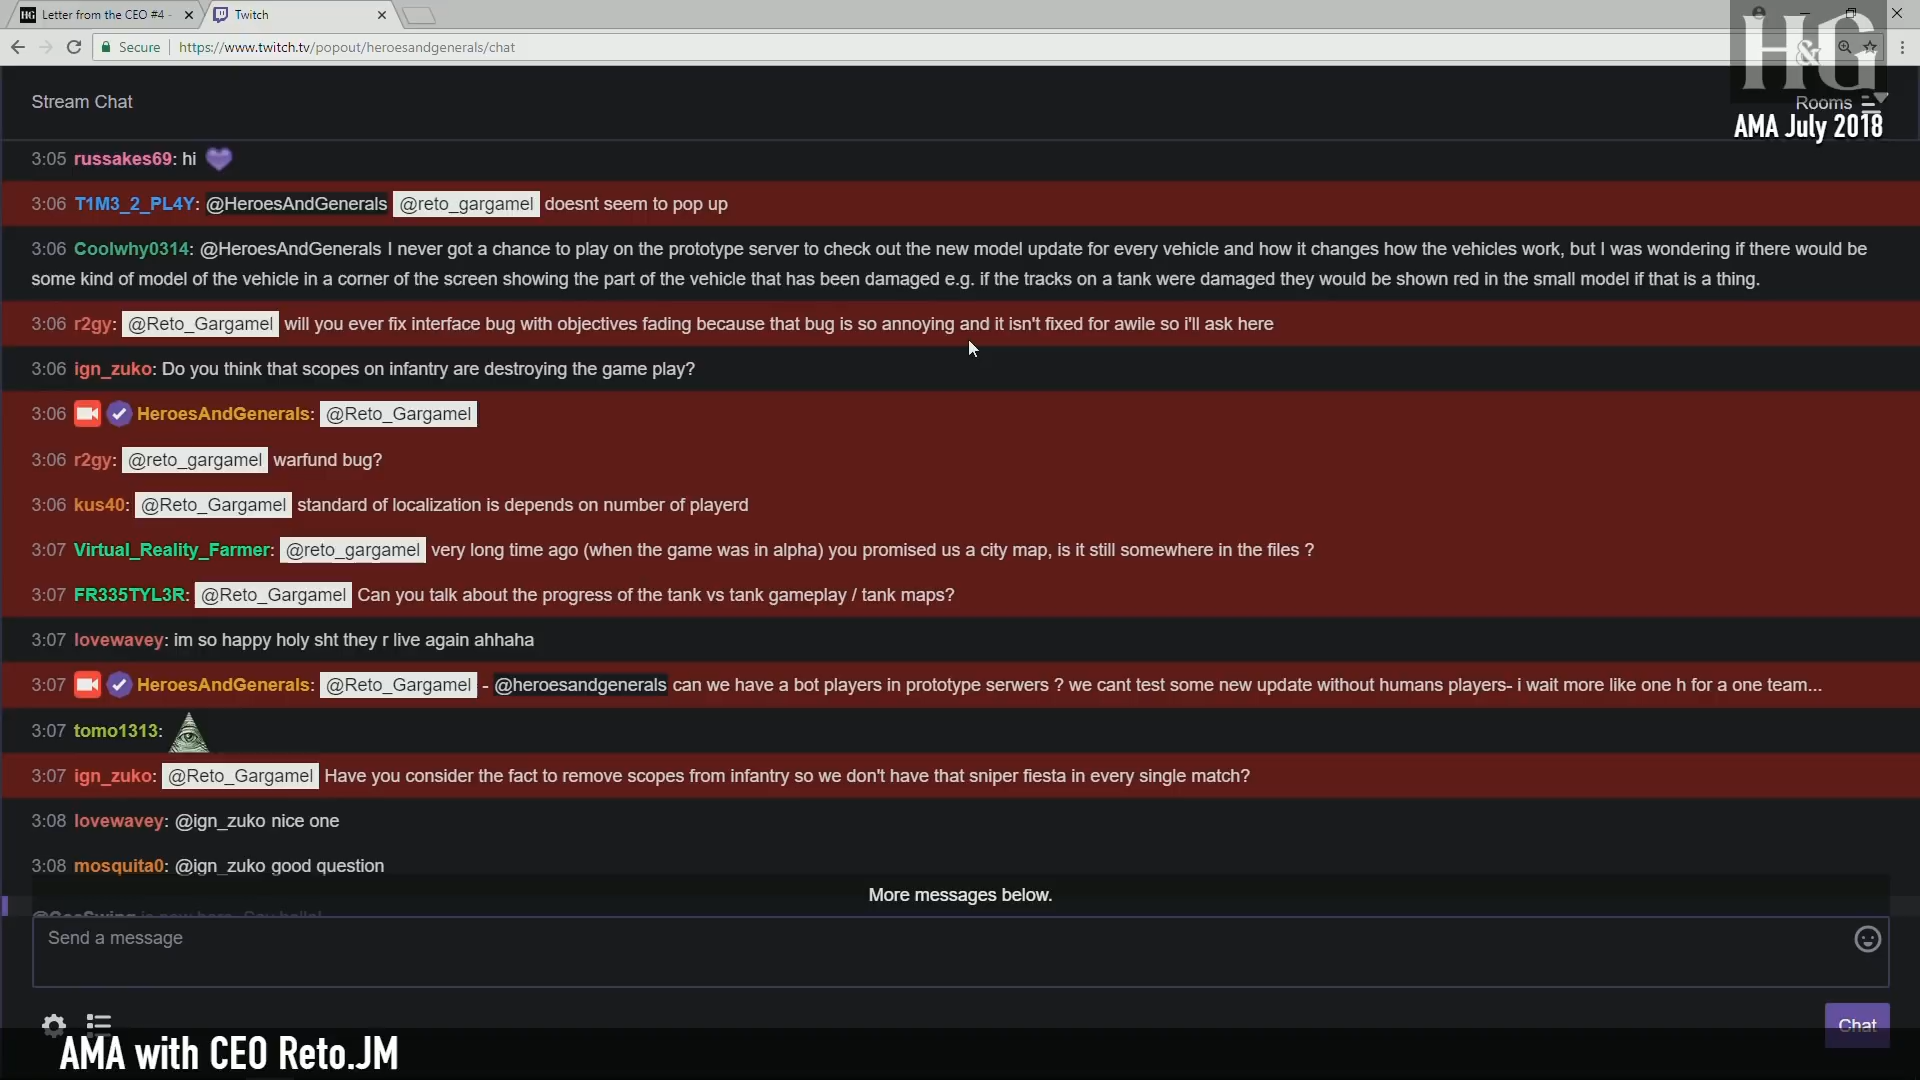 HG Letter from the CEO #4 -
Twitch
Secure https://www.twitch.tv/popout/heroesandgenerals/chat
H&G
Stream Chat
Rooms
AMA July 2018
3:05 russakes69: hi
3:06 T1M3_2_PL4Y: @HeroesAndGenerals @reto_gargamel doesnt seem to pop up
3:06 Coolwhy0314: @HeroesAndGenerals I never got a chance to play on the prototype server to check out the new model update for every vehicle and how it changes how the vehicles work, but I was wondering if there would be
some kind of model of the vehicle in a corner of the screen showing the part of the vehicle that has been damaged e.g. if the tracks on a tank were damaged they would be shown red in the small model if that is a thing.
3:06 r2gy: @Reto_Gargamel will you ever fix interface bug with objectives fading because that bug is so annoying and it isn't fixed for awile so i'll ask here
3:06 ign_zuko: Do you think that scopes on infantry are destroying the game play?
3:06 HeroesAndGenerals: @Reto_Gargamel
3:06 r2gy: @reto_gargamel warfund bug?
3:06 kus40: @Reto_Gargamel standard of localization is depends on number of playerd
3:07 Virtual_Reality_Farmer: @reto_gargamel very long time ago (when the game was in alpha) you promised us a city map, is it still somewhere in the files ?
3:07 FR335TYL3R: @Reto_Gargamel Can you talk about the progress of the tank vs tank gameplay / tank maps?
3:07 lovewavey: im so happy holy sht they r live again ahhaha
3:07 HeroesAndGenerals: @Reto_Gargamel - @heroesandgenerals can we have a bot players in prototype serwers ? we cant test some new update without humans players- i wait more like one h for a one team...
3:07 tomo1313:
3:07 ign_zuko: @Reto_Gargamel Have you consider the fact to remove scopes from infantry so we don't have that sniper fiesta in every single match?
3:08 lovewavey: @ign_zuko nice one
3:08 mosquita0: @ign_zuko good question
More messages below.
Send a message
Chat
AMA with CEO Reto.JM